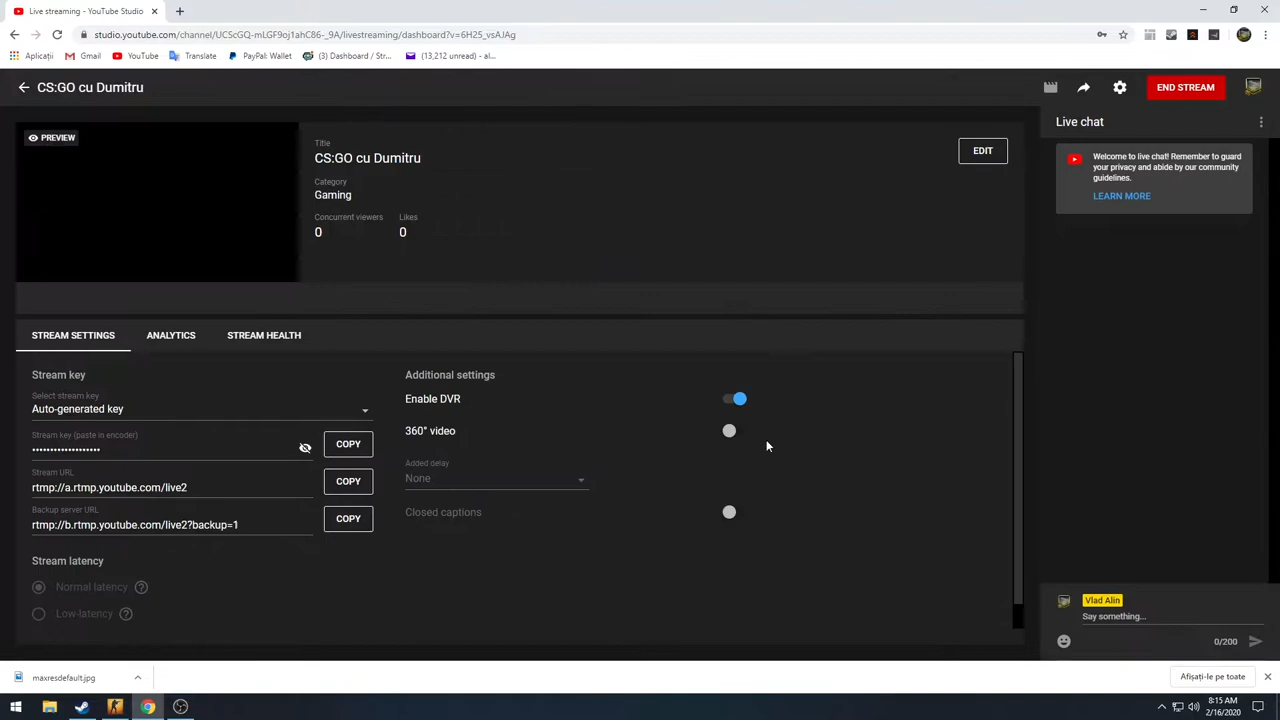 Live streaming - YouTube Studio
studio.youtube.com/channel/UCScGQ-mLGF9oj1ahC86-_9A/livestreaming/dashboard?v=6H25_vsAJAg
Aplicații
Gmail
YouTube
Translate
PayPal: Wallet
(3) Dashboard / Str...
(13,212 unread) - al...
CS:GO cu Dumitru
END STREAM
PREVIEW
Title
CS:GO cu Dumitru
EDIT
Category
Gaming
Concurrent viewers
Likes
0
0
Live chat
Welcome to live chat! Remember to guard
your privacy and abide by our community
guidelines.
LEARN MORE
STREAM SETTINGS
ANALYTICS
STREAM HEALTH
Stream key
Select stream key
Auto-generated key
Stream key (paste in encoder)
••••••••••••••••••
COPY
Stream URL
rtmp://a.rtmp.youtube.com/live2
COPY
Backup server URL
rtmp://b.rtmp.youtube.com/live2?backup=1
COPY
Stream latency
Normal latency
Low-latency
Additional settings
Enable DVR
360° video
Added delay
None
Closed captions
Vlad Alin
Say something...
0/200
maxresdefault.jpg
Afișați-le pe toate
8:15 AM
2/16/2020